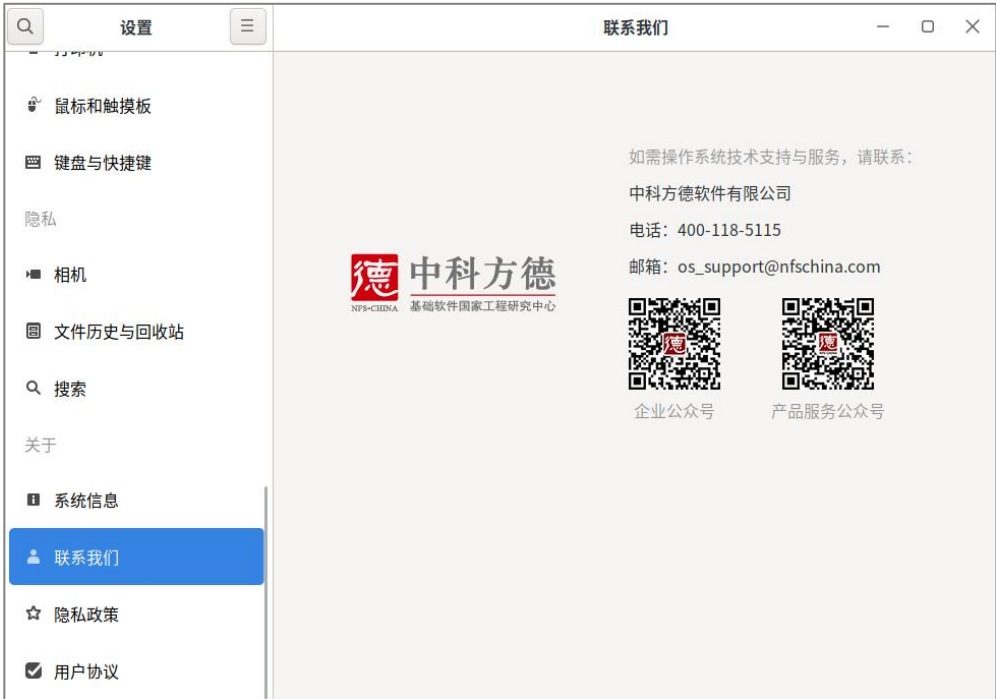 设置
联系我们
鼠标和触摸板
键盘与快捷键
隐私
相机
文件历史与回收站
搜索
关于
系统信息
联系我们
隐私政策
用户协议
德
NFS-CHINA
中科方德
基础软件国家工程研究中心
如需操作系统技术支持与服务，请联系：
中科方德软件有限公司
电话：400-118-5115
邮箱：os_support@nfschina.com
德
德
企业公众号
产品服务公众号